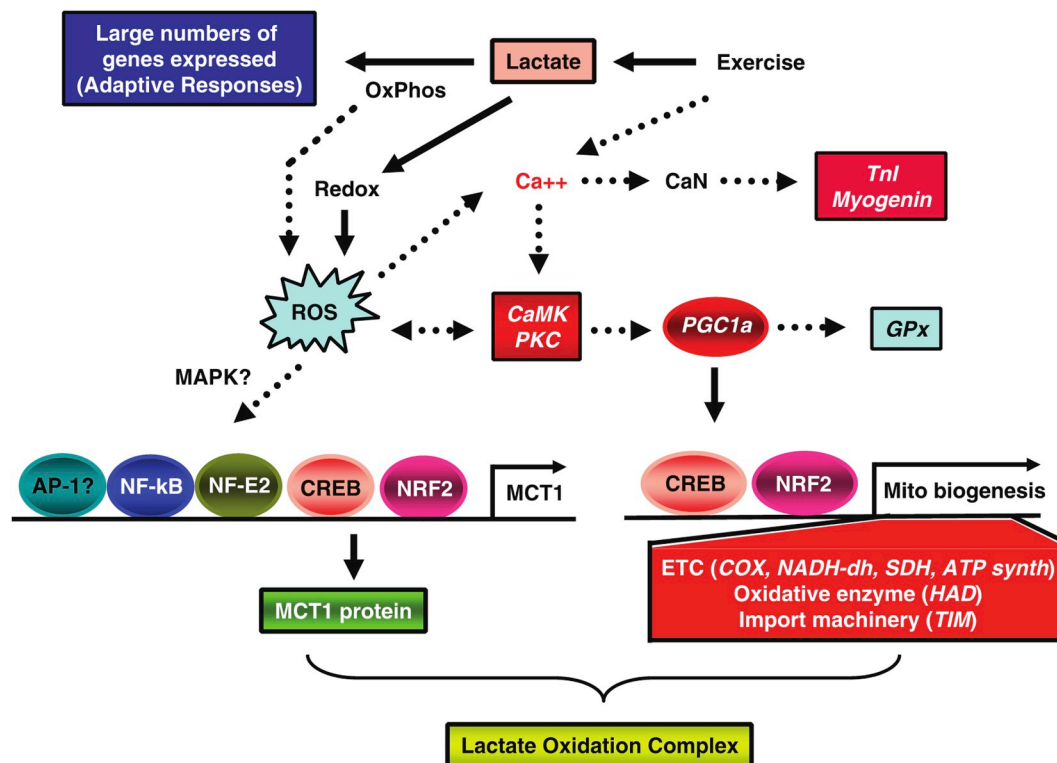 Large numbers of
genes expressed
(Adaptive Responses)
Lactate
Exercise
OxPhos
Redox
Ca++
CaN
TnI
Myogenin
ROS
CaMK
PKC
PGC1a
GPx
MAPK?
AP-1?
NF-kB
NF-E2
CREB
NRF2
MCT1
CREB
NRF2
Mito biogenesis
MCT1 protein
ETC (COX, NADH-dh, SDH, ATP synth)
Oxidative enzyme (HAD)
Import machinery (TIM)
Lactate Oxidation Complex